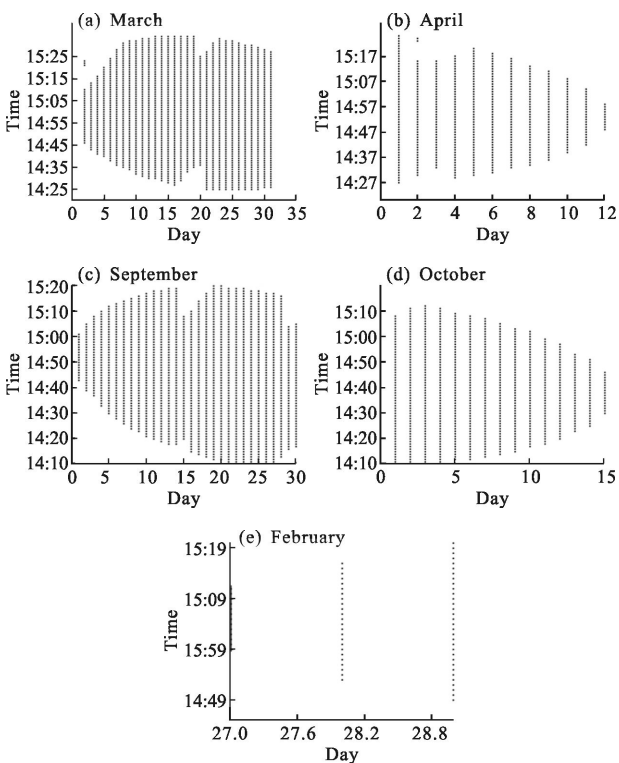 (a) March
(b) April
15:25
15:15
15:05
14:55
14:45
14:35
14:25
Time
0 5 10 15 20 25 30 35
Day
15:17
15:07
14:57
14:47
14:37
14:27
Time
0 2 4 6 8 10 12
Day
(c) September
(d) October
15:20
15:10
15:00
14:50
14:40
14:30
14:20
14:10
Time
0 5 10 15 20 25 30
Day
15:10
15:00
14:50
14:40
14:30
14:20
14:10
Time
0 5 10 15
Day
(e) February
15:19
15:09
15:59
14:49
Time
27.0 27.6 28.2 28.8
Day